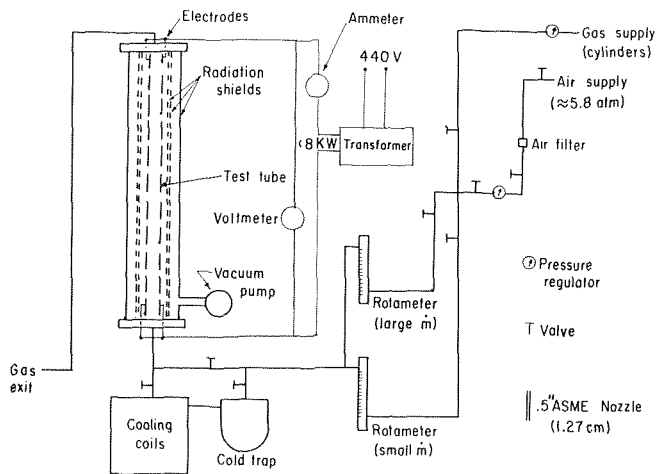 Electrodes
Ammeter
Gas supply
(cylinders)
Radiation
shields
440 V
Air supply
(≈5.8 atm)
8 KW
Transformer
Air filter
Test tube
Voltmeter
Vacuum
pump
Rotameter
(large ṁ)
Pressure
regulator
Valve
Gas
exit
Cooling
coils
Cold trap
Rotameter
(small ṁ)
.5" ASME Nozzle
(1.27 cm)